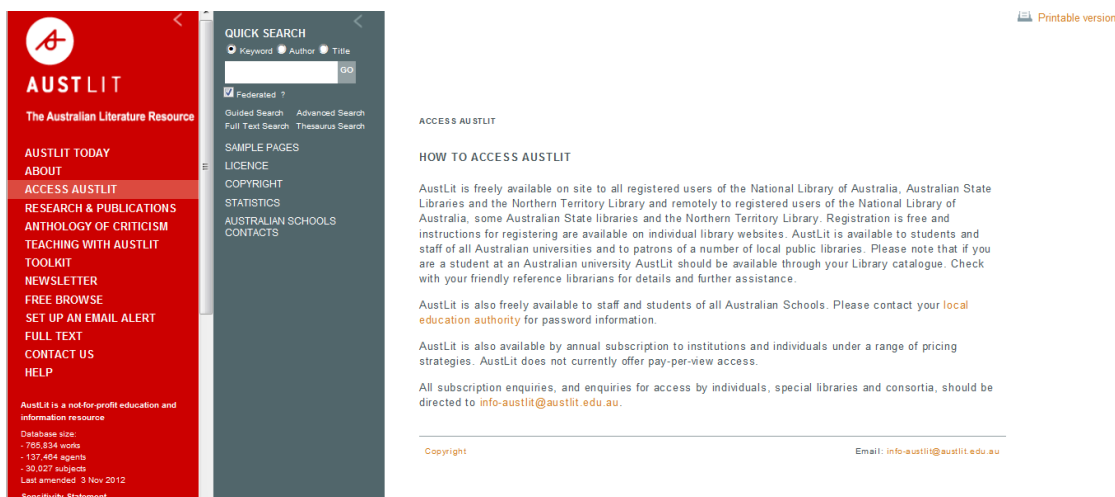 AUSTLIT
The Australian Literature Resource
AUSTLIT TODAY
ABOUT
ACCESS AUSTLIT
RESEARCH & PUBLICATIONS
ANTHOLOGY OF CRITICISM
TEACHING WITH AUSTLIT
TOOLKIT
NEWSLETTER
FREE BROWSE
SET UP AN EMAIL ALERT
FULL TEXT
CONTACT US
HELP
AustLit is a not-for-profit education and
information resource
Database size:
- 765,834 works
- 137,464 agents
- 30,027 subjects
Last amended 3 Nov 2012
Sensitivity Statement
QUICK SEARCH
Keyword Author Title
GO
Federated ?
Guided Search Advanced Search
Full Text Search Thesaurus Search
SAMPLE PAGES
LICENCE
COPYRIGHT
STATISTICS
AUSTRALIAN SCHOOLS
CONTACTS
Printable version
ACCESS AUSTLIT
HOW TO ACCESS AUSTLIT
AustLit is freely available on site to all registered users of the National Library of Australia, Australian State
Libraries and the Northern Territory Library and remotely to registered users of the National Library of
Australia, some Australian State libraries and the Northern Territory Library. Registration is free and
instructions for registering are available on individual library websites. AustLit is available to students and
staff of all Australian universities and to patrons of a number of local public libraries. Please note that if you
are a student at an Australian university AustLit should be available through your Library catalogue. Check
with your friendly reference librarians for details and further assistance.
AustLit is also freely available to staff and students of all Australian Schools. Please contact your local
education authority for password information.
AustLit is also available by annual subscription to institutions and individuals under a range of pricing
strategies. AustLit does not currently offer pay-per-view access.
All subscription enquiries, and enquiries for access by individuals, special libraries and consortia, should be
directed to info-austlit@austlit.edu.au.
Copyright
Email: info-austlit@austlit.edu.au